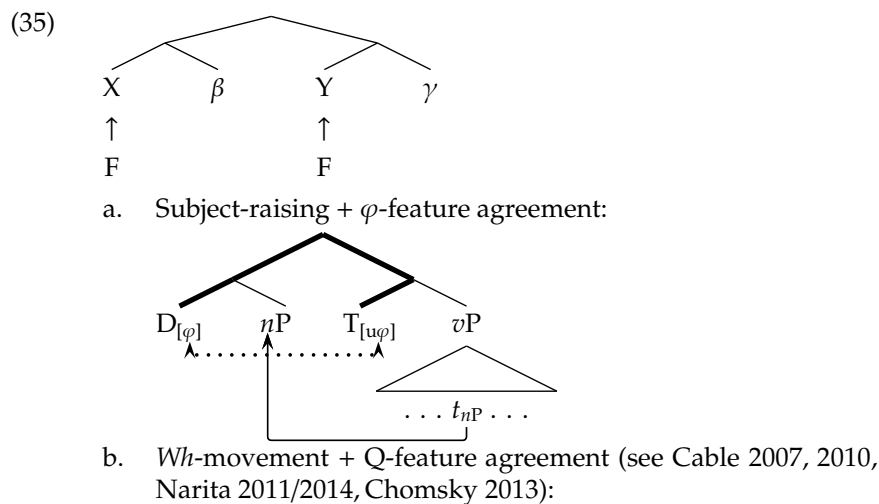 (35)
X β Y γ
↑ ↑
F F
a. Subject-raising + φ-feature agreement:
D[φ] nP T[uφ] vP
. . . tnP . . .
b. Wh-movement + Q-feature agreement (see Cable 2007, 2010,
Narita 2011/2014, Chomsky 2013):